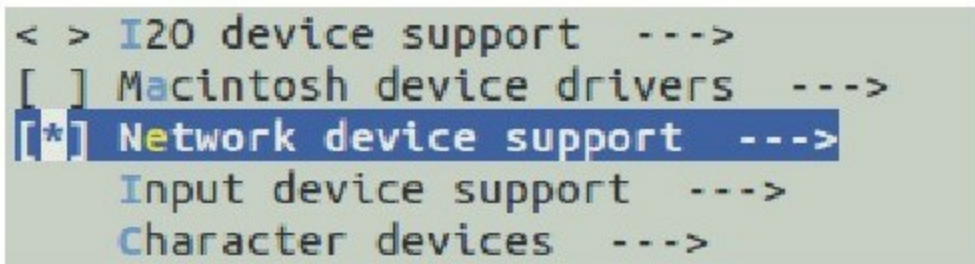 < > I2O device support  --->
[ ] Macintosh device drivers  --->
[*] Network device support  --->
    Input device support  --->
    Character devices  --->